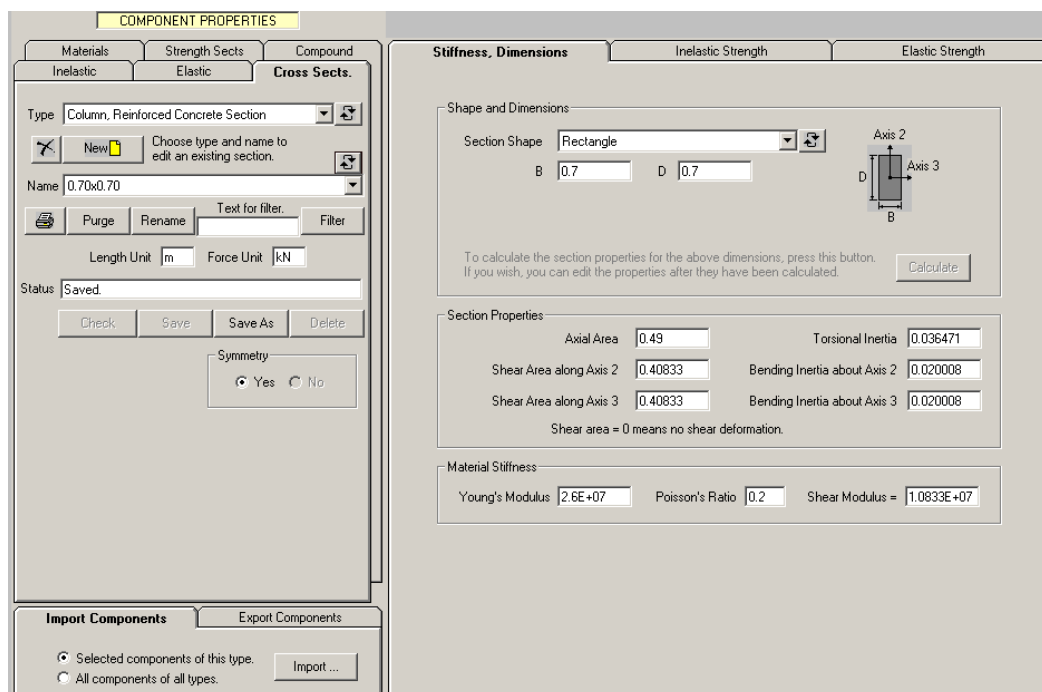 COMPONENT PROPERTIES
Materials Strength Sects Compound
Inelastic Elastic Cross Sects.
Type Column, Reinforced Concrete Section
New Choose type and name to
edit an existing section.
Name 0.70x0.70
Text for filter.
Purge Rename Filter
Length Unit m Force Unit kN
Status Saved.
Check Save Save As Delete
Symmetry
Yes No
Import Components Export Components
Selected components of this type.
All components of all types.
Import ...
Stiffness, Dimensions Inelastic Strength Elastic Strength
Shape and Dimensions
Section Shape Rectangle
B 0.7 D 0.7
Axis 2
Axis 3
D
B
To calculate the section properties for the above dimensions, press this button.
If you wish, you can edit the properties after they have been calculated.
Calculate
Section Properties
Axial Area 0.49 Torsional Inertia 0.036471
Shear Area along Axis 2 0.40833 Bending Inertia about Axis 2 0.020008
Shear Area along Axis 3 0.40833 Bending Inertia about Axis 3 0.020008
Shear area = 0 means no shear deformation.
Material Stiffness
Young's Modulus 2.6E+07 Poisson's Ratio 0.2 Shear Modulus = 1.0833E+07